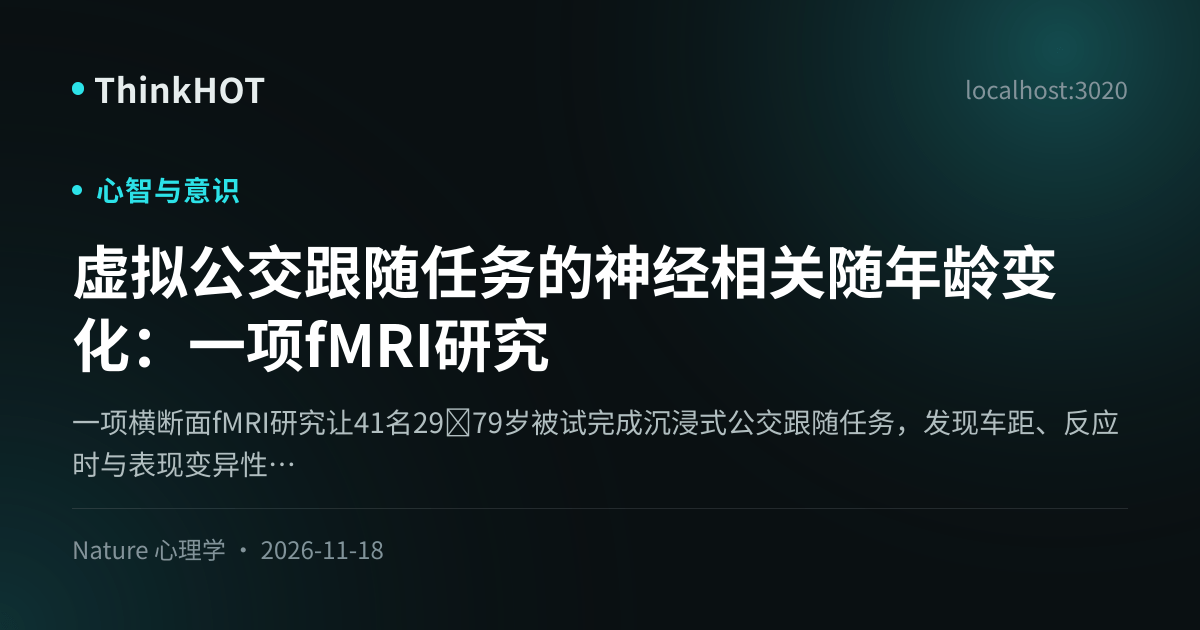 ThinkHOT
localhost:3020
心智与意识
虚拟公交跟随任务的神经相关随年龄变
化：一项fMRI研究
一项横断面fMRI研究让41名29☒79岁被试完成沉浸式公交跟随任务，发现车距、反应
时与表现变异性…
Nature 心理学 · 2026-11-18